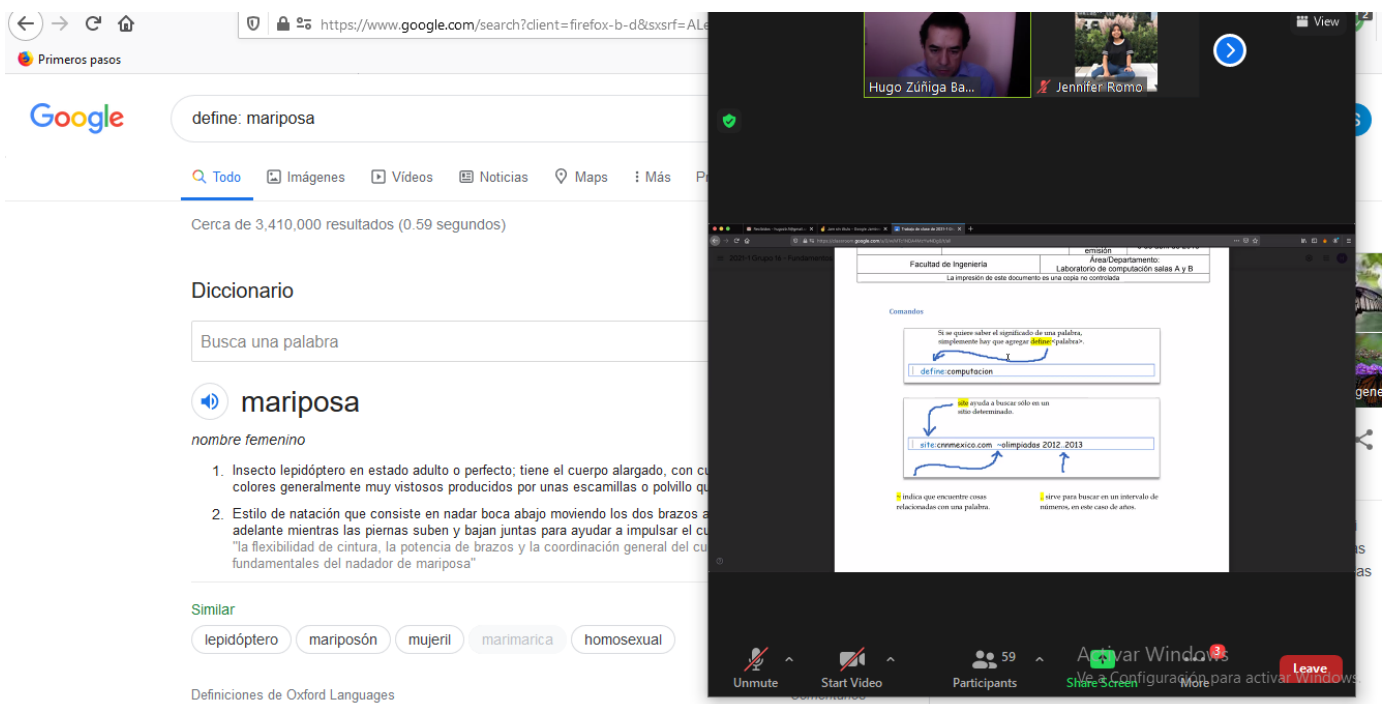 https://www.google.com/search?client=firefox-b-d&sxsrf=ALe
Primeros pasos
Google
define: mariposa
Todo Imágenes Vídeos Noticias Maps Más
Cerca de 3,410,000 resultados (0.59 segundos)
Diccionario
Busca una palabra
mariposa
nombre femenino
1. Insecto lepidóptero en estado adulto o perfecto; tiene el cuerpo alargado, con
colores generalmente muy vistosos producidos por unas escamillas o polvillo
2. Estilo de natación que consiste en nadar boca abajo moviendo los dos brazos a
adelante mientras las piernas suben y bajan juntas para ayudar a impulsar el
"la flexibilidad de cintura, la potencia de brazos y la coordinación general del
fundamentales del nadador de mariposa"
Similar
lepidóptero mariposón mujeril marimarica homosexual
Definiciones de Oxford Languages
View
2
Hugo Zúñiga Ba...
Jennifer Romo
emisión
Facultad de Ingeniería
Área/Departamento:
Laboratorio de computación salas A y B
La impresión de este documento es una copia no controlada
Comandos
Si se quiere saber el significado de una palabra,
simplemente hay que agregar define:<palabra>.
define:computacion
site ayuda a buscar sólo en un
sitio determinado.
site:cnnmexico.com ~olimpiadas 2012..2013
~ indica que encuentre cosas
relacionadas con una palabra.
.. sirve para buscar en un intervalo de
números, en este caso de años.
59
3
Unmute Start Video Participants Share Screen More Leave
Activar Windows
Ve a Configuración para activar Windows.